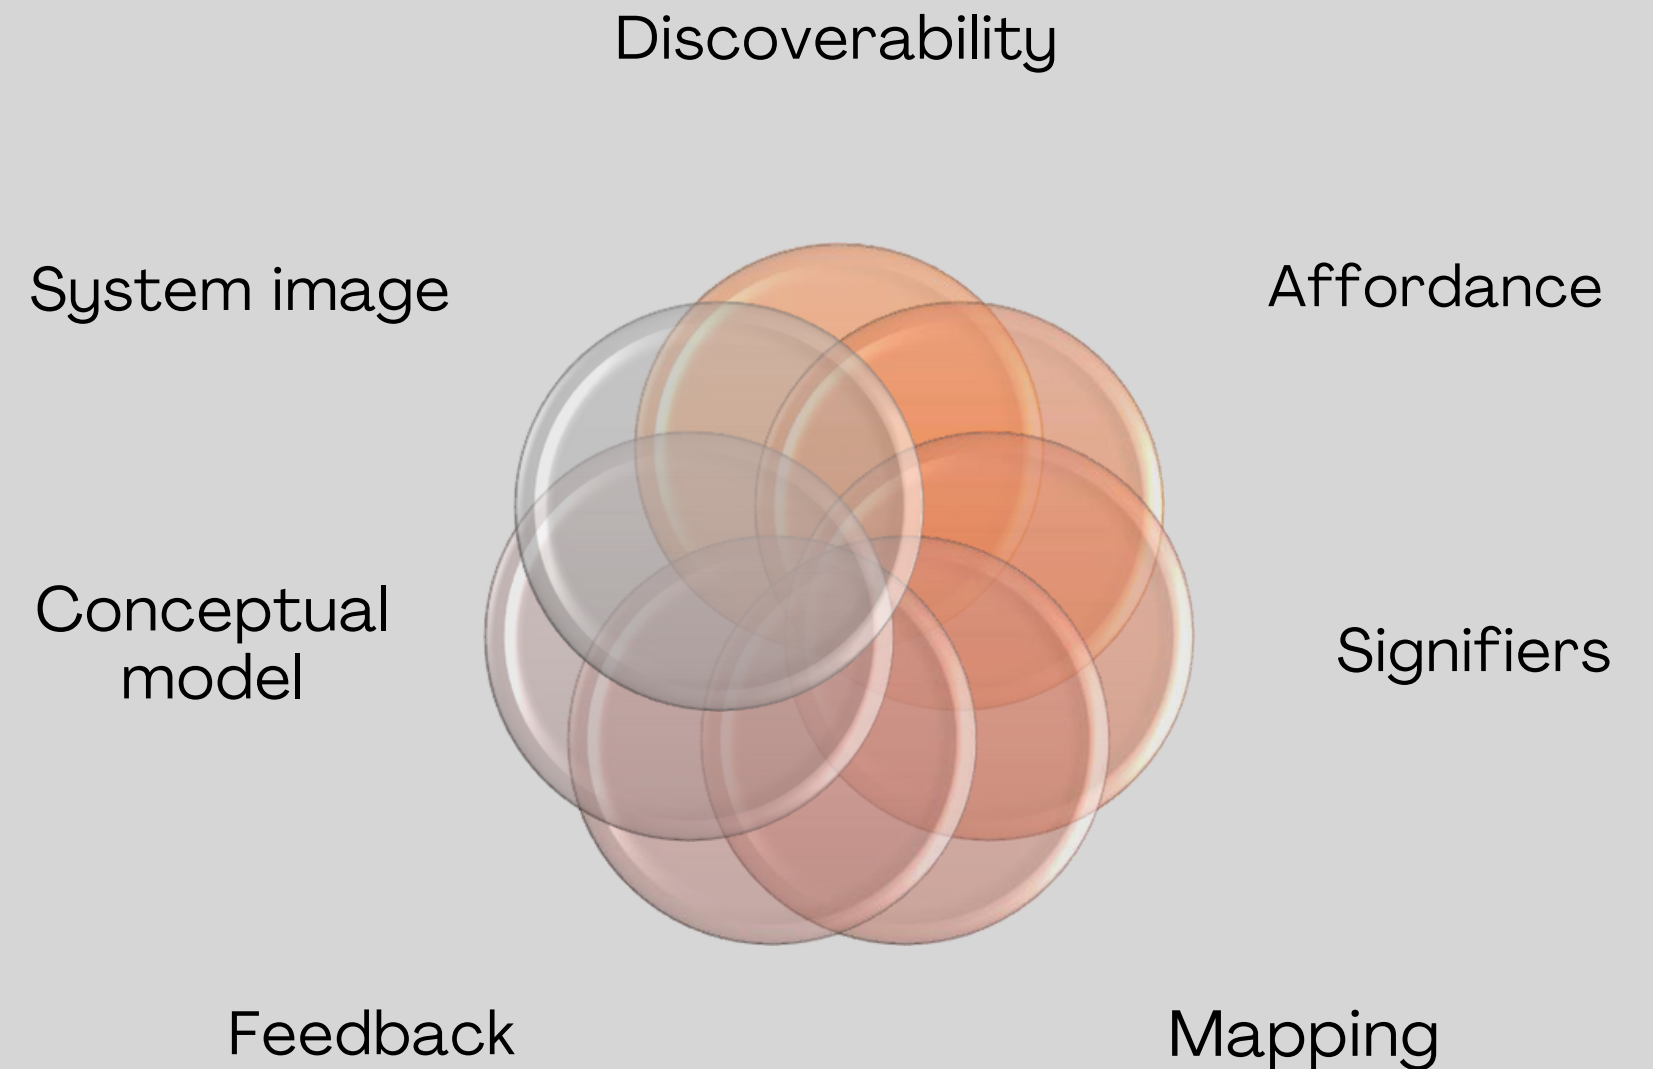 Discoverability
System image
Affordance
Conceptual
model
Signifiers
Feedback
Mapping